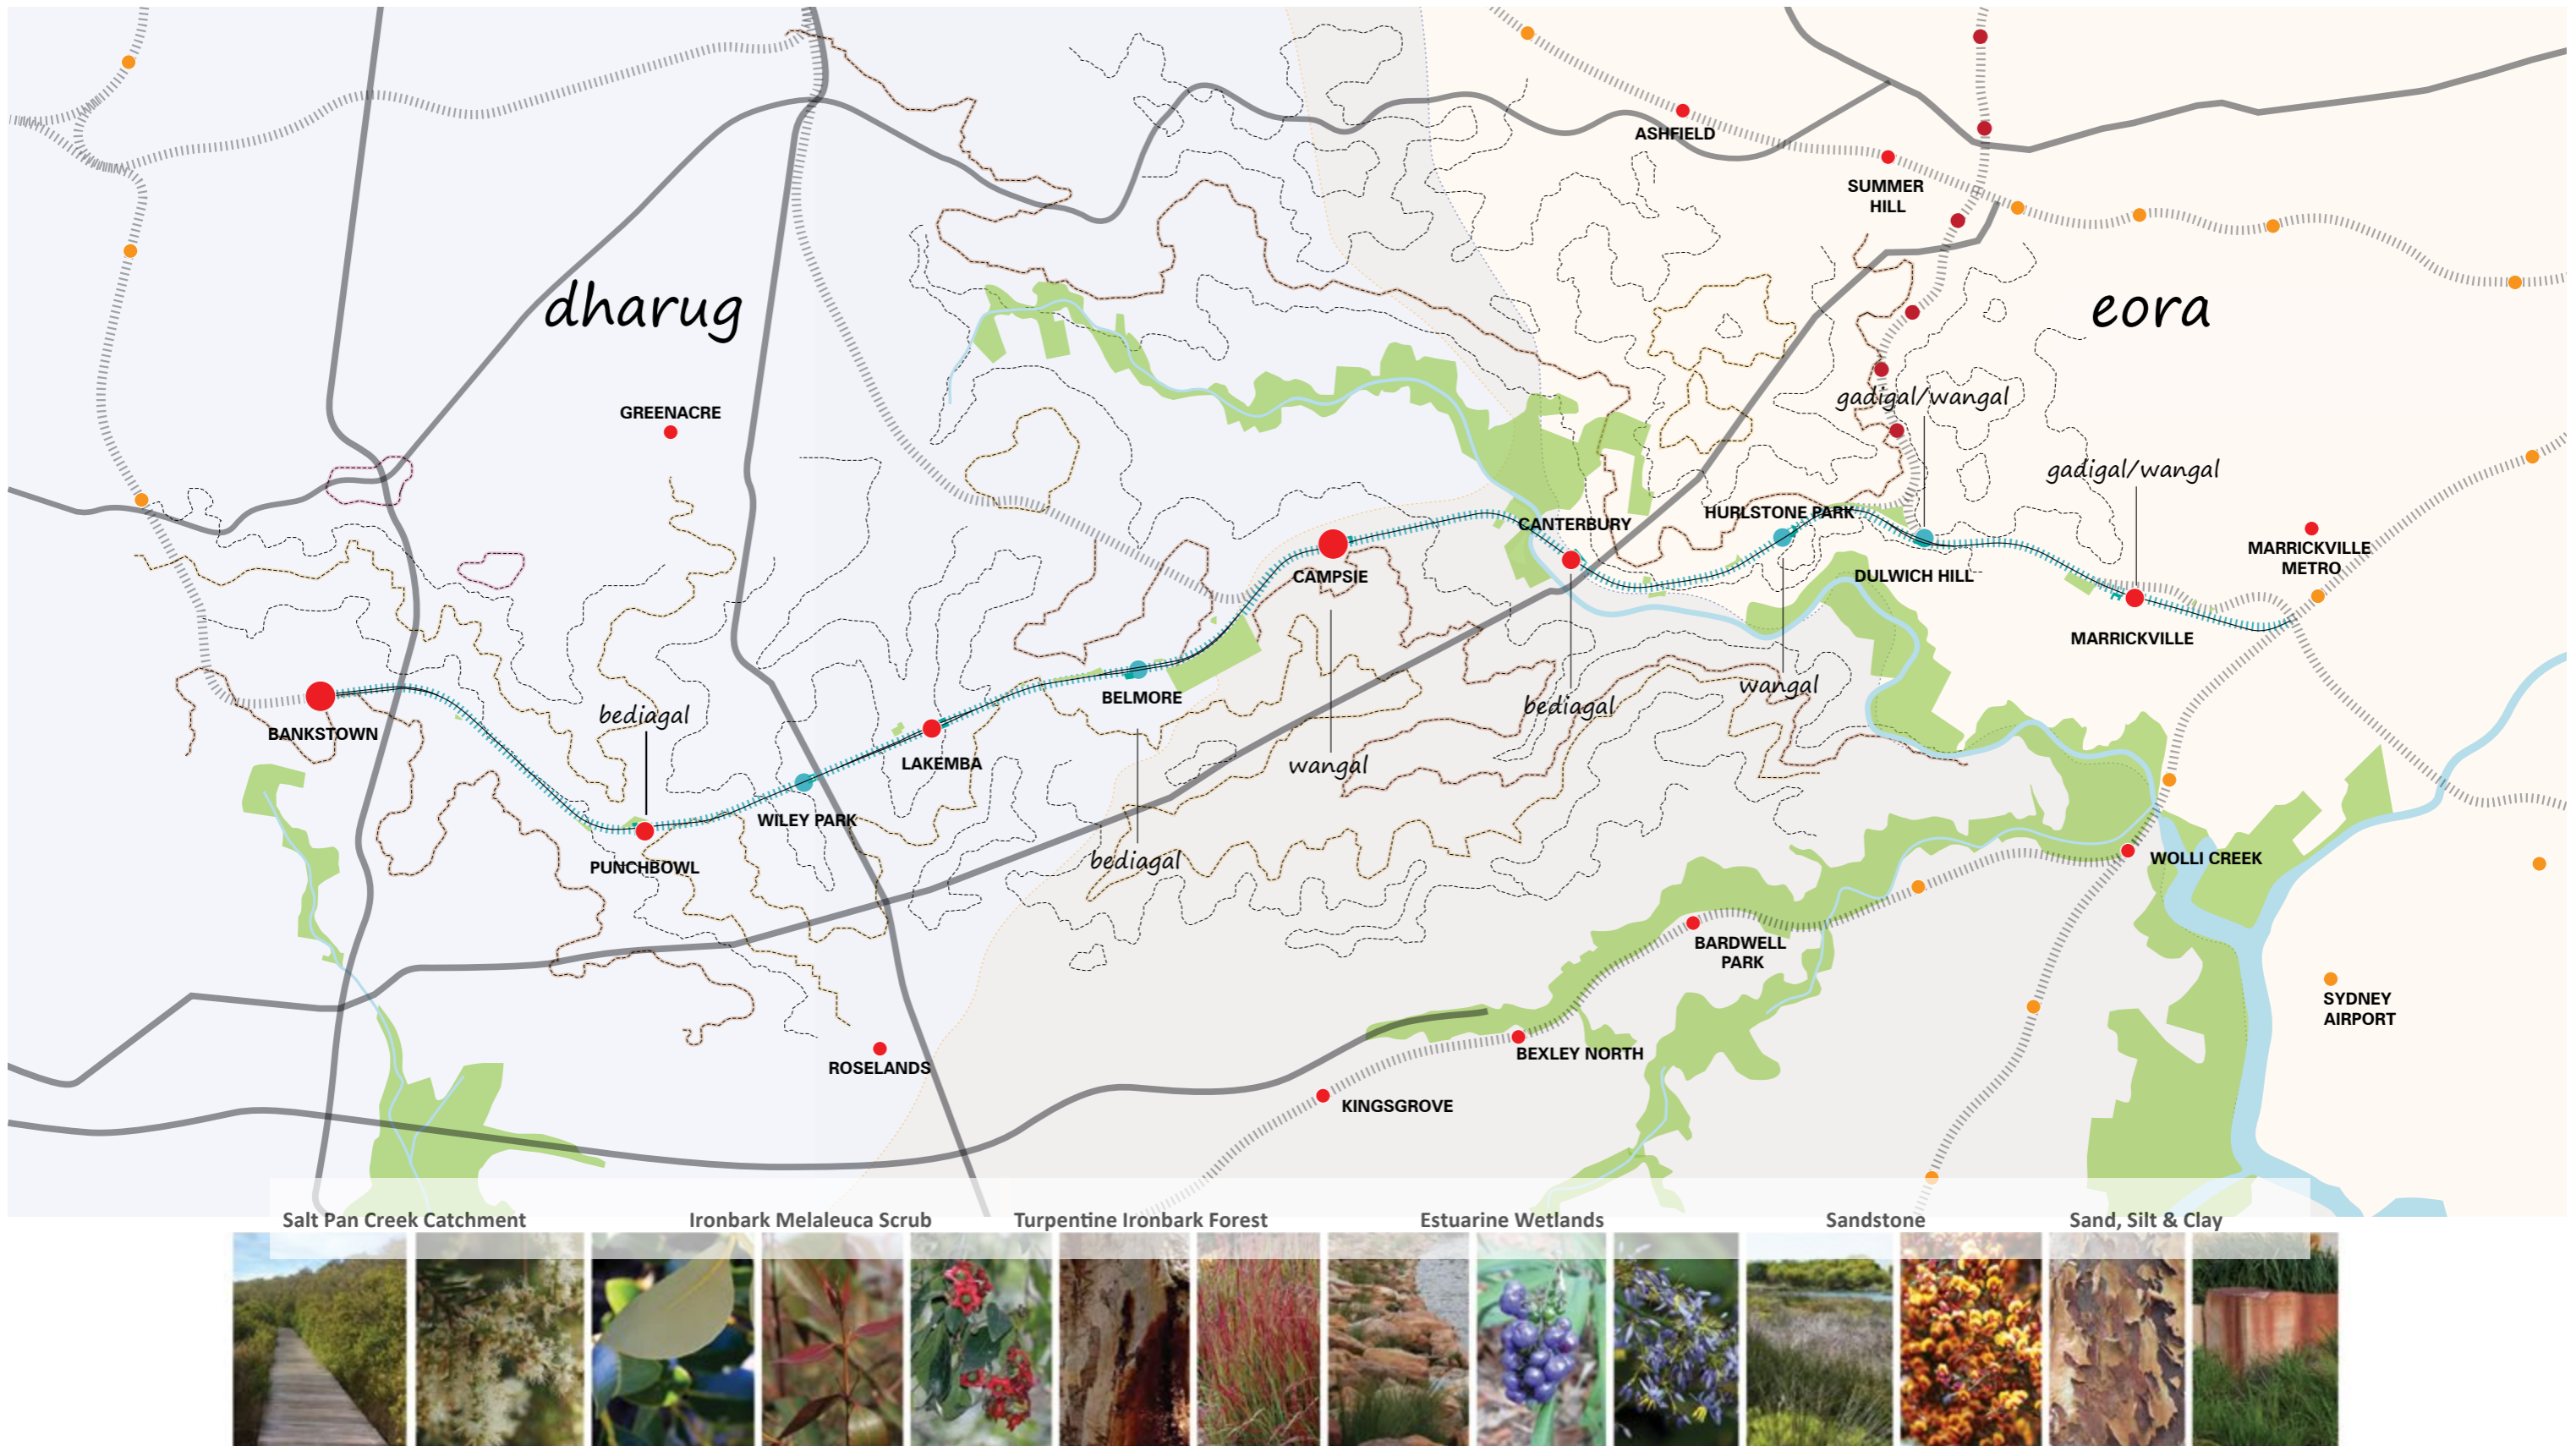 ASHFIELD
SUMMER
HILL
dharug
eora
GREENACRE
gadigal/wangal
gadigal/wangal
HURLSTONE PARK
CANTERBURY
MARRICKVILLE
METRO
CAMPSIE
DULWICH HILL
MARRICKVILLE
BELMORE
wangal
bediagal
bediagal
BANKSTOWN
LAKEMBA
wangal
WILEY PARK
PUNCHBOWL
bediagal
WOLLI CREEK
BARDWELL
PARK
SYDNEY
AIRPORT
BEXLEY NORTH
ROSELANDS
KINGSGROVE
Salt Pan Creek Catchment
Ironbark Melaleuca Scrub
Turpentine Ironbark Forest
Estuarine Wetlands
Sandstone
Sand, Silt & Clay